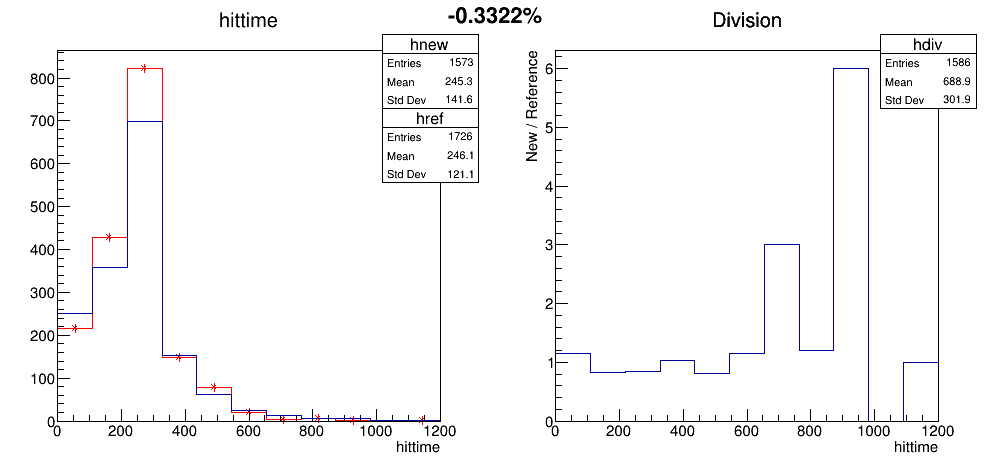 -0.3322%
hittime
hnew
Entries 1573
Mean 245.3
Std Dev 141.6
href
Entries 1726
Mean 246.1
Std Dev 121.1
800
700
600
500
400
300
200
100
0
0 200 400 600 800 1000 1200
hittime
Division
hdiv
Entries 1586
Mean 688.9
Std Dev 301.9
New / Reference
6
5
4
3
2
1
0
0 200 400 600 800 1000 1200
hittime